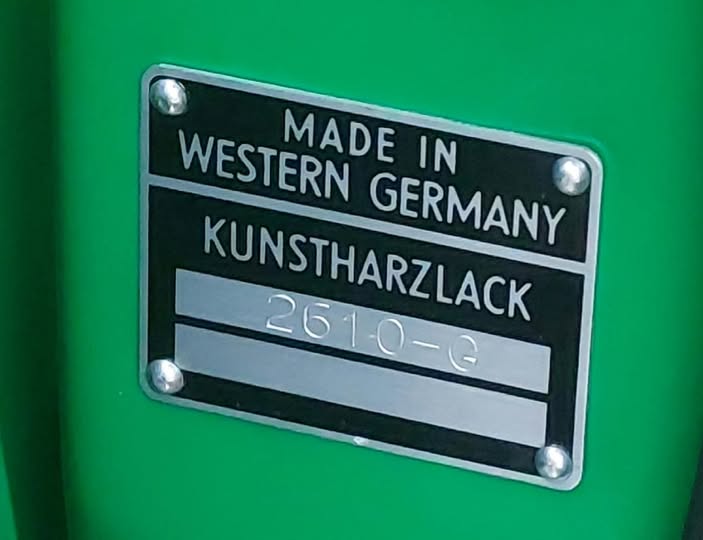 MADE IN
WESTERN GERMANY
KUNSTHARZLACK
2610-G